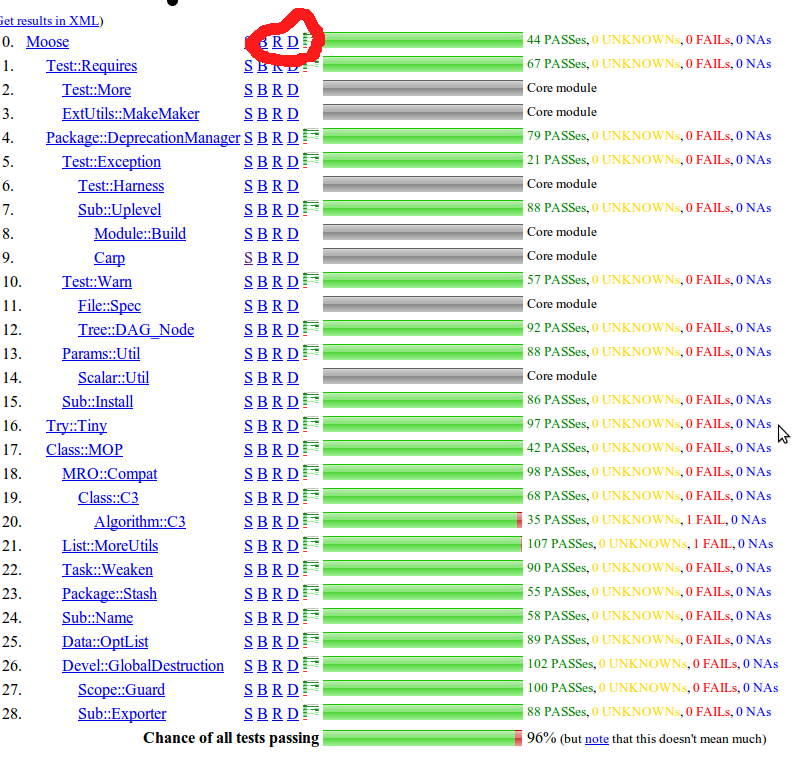 Get results in XML)
0. Moose S B R D 44 PASSes, 0 UNKNOWNs, 0 FAILs, 0 NAs
1. Test::Requires S B R D 67 PASSes, 0 UNKNOWNs, 0 FAILs, 0 NAs
2. Test::More S B R D Core module
3. ExtUtils::MakeMaker S B R D Core module
4. Package::DeprecationManager S B R D 79 PASSes, 0 UNKNOWNs, 0 FAILs, 0 NAs
5. Test::Exception S B R D 21 PASSes, 0 UNKNOWNs, 0 FAILs, 0 NAs
6. Test::Harness S B R D Core module
7. Sub::Uplevel S B R D 88 PASSes, 0 UNKNOWNs, 0 FAILs, 0 NAs
8. Module::Build S B R D Core module
9. Carp S B R D Core module
10. Test::Warn S B R D 57 PASSes, 0 UNKNOWNs, 0 FAILs, 0 NAs
11. File::Spec S B R D Core module
12. Tree::DAG_Node S B R D 92 PASSes, 0 UNKNOWNs, 0 FAILs, 0 NAs
13. Params::Util S B R D 88 PASSes, 0 UNKNOWNs, 0 FAILs, 0 NAs
14. Scalar::Util S B R D Core module
15. Sub::Install S B R D 86 PASSes, 0 UNKNOWNs, 0 FAILs, 0 NAs
16. Try::Tiny S B R D 97 PASSes, 0 UNKNOWNs, 0 FAILs, 0 NAs
17. Class::MOP S B R D 42 PASSes, 0 UNKNOWNs, 0 FAILs, 0 NAs
18. MRO::Compat S B R D 98 PASSes, 0 UNKNOWNs, 0 FAILs, 0 NAs
19. Class::C3 S B R D 68 PASSes, 0 UNKNOWNs, 0 FAILs, 0 NAs
20. Algorithm::C3 S B R D 35 PASSes, 0 UNKNOWNs, 1 FAIL, 0 NAs
21. List::MoreUtils S B R D 107 PASSes, 0 UNKNOWNs, 1 FAIL, 0 NAs
22. Task::Weaken S B R D 90 PASSes, 0 UNKNOWNs, 0 FAILs, 0 NAs
23. Package::Stash S B R D 55 PASSes, 0 UNKNOWNs, 0 FAILs, 0 NAs
24. Sub::Name S B R D 58 PASSes, 0 UNKNOWNs, 0 FAILs, 0 NAs
25. Data::OptList S B R D 89 PASSes, 0 UNKNOWNs, 0 FAILs, 0 NAs
26. Devel::GlobalDestruction S B R D 102 PASSes, 0 UNKNOWNs, 0 FAILs, 0 NAs
27. Scope::Guard S B R D 100 PASSes, 0 UNKNOWNs, 0 FAILs, 0 NAs
28. Sub::Exporter S B R D 88 PASSes, 0 UNKNOWNs, 0 FAILs, 0 NAs
Chance of all tests passing 96% (but note that this doesn't mean much)